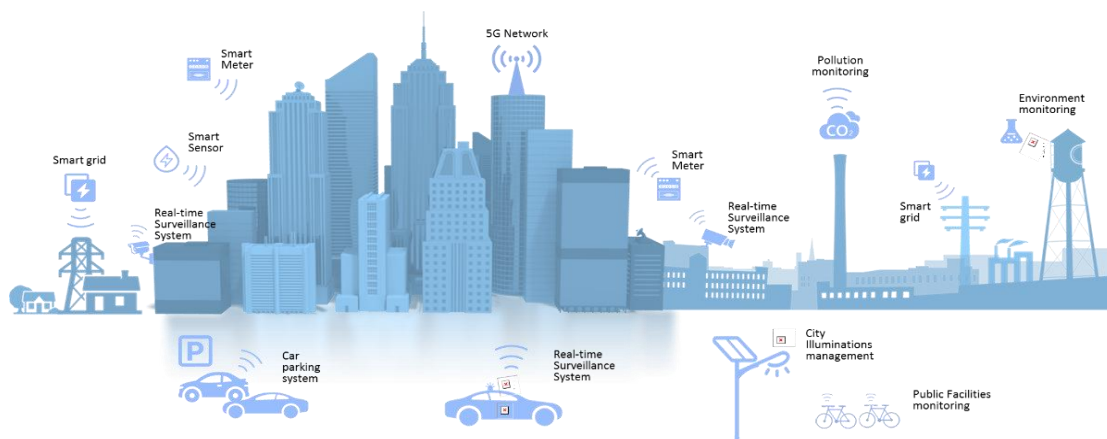 5G Network
Smart
Meter
Pollution
monitoring
CO₂
Environment
monitoring
Smart
Sensor
Smart grid
Smart
Meter
Real-time
Surveillance
System
Real-time
Surveillance
System
Smart
grid
P
Car
parking
system
Real-time
Surveillance
System
City
Illuminations
management
Public Facilities
monitoring